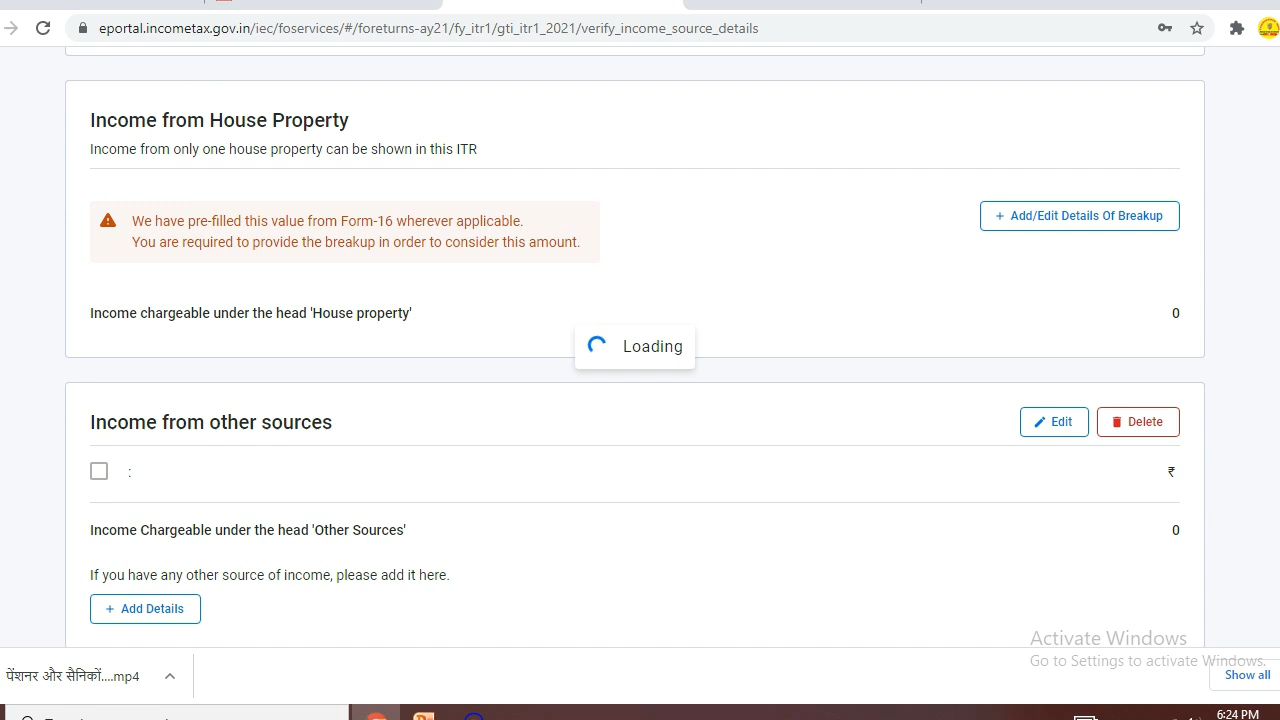 eportal.incometax.gov.in/iec/foservices/#/foreturns-ay21/fy_itr1/gti_itr1_2021/verify_income_source_details
Income from House Property
Income from only one house property can be shown in this ITR
We have pre-filled this value from Form-16 wherever applicable.
You are required to provide the breakup in order to consider this amount.
+ Add/Edit Details Of Breakup
Income chargeable under the head 'House property' 0
Loading
Income from other sources Edit Delete
: ₹
Income Chargeable under the head 'Other Sources' 0
If you have any other source of income, please add it here.
+ Add Details
Activate Windows
Go to Settings to activate Windows.
पेंशनर और सैनिकों....mp4 Show all
6:24 PM